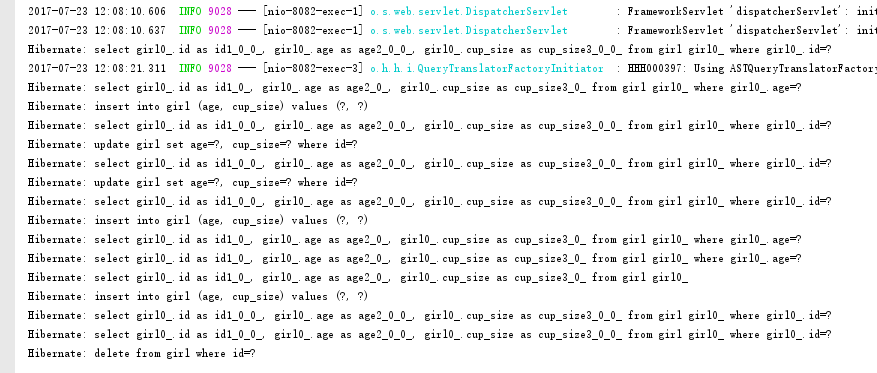 2017-07-23 12:08:10.606 INFO 9028 --- [nio-8082-exec-1] o.s.web.servlet.DispatcherServlet : FrameworkServlet 'dispatcherServlet': init
2017-07-23 12:08:10.637 INFO 9028 --- [nio-8082-exec-1] o.s.web.servlet.DispatcherServlet : FrameworkServlet 'dispatcherServlet': init
Hibernate: select girl0_.id as id1_0_0_, girl0_.age as age2_0_0_, girl0_.cup_size as cup_size3_0_0_ from girl girl0_ where girl0_.id=?
2017-07-23 12:08:21.311 INFO 9028 --- [nio-8082-exec-3] o.h.h.i.QueryTranslatorFactoryInitiator : HHH000397: Using ASTQueryTranslatorFactory
Hibernate: select girl0_.id as id1_0_, girl0_.age as age2_0_, girl0_.cup_size as cup_size3_0_ from girl girl0_ where girl0_.age=?
Hibernate: insert into girl (age, cup_size) values (?, ?)
Hibernate: select girl0_.id as id1_0_0_, girl0_.age as age2_0_0_, girl0_.cup_size as cup_size3_0_0_ from girl girl0_ where girl0_.id=?
Hibernate: update girl set age=?, cup_size=? where id=?
Hibernate: select girl0_.id as id1_0_0_, girl0_.age as age2_0_0_, girl0_.cup_size as cup_size3_0_0_ from girl girl0_ where girl0_.id=?
Hibernate: update girl set age=?, cup_size=? where id=?
Hibernate: select girl0_.id as id1_0_0_, girl0_.age as age2_0_0_, girl0_.cup_size as cup_size3_0_0_ from girl girl0_ where girl0_.id=?
Hibernate: insert into girl (age, cup_size) values (?, ?)
Hibernate: select girl0_.id as id1_0_, girl0_.age as age2_0_, girl0_.cup_size as cup_size3_0_ from girl girl0_ where girl0_.age=?
Hibernate: select girl0_.id as id1_0_, girl0_.age as age2_0_, girl0_.cup_size as cup_size3_0_ from girl girl0_ where girl0_.age=?
Hibernate: select girl0_.id as id1_0_, girl0_.age as age2_0_, girl0_.cup_size as cup_size3_0_ from girl girl0_
Hibernate: insert into girl (age, cup_size) values (?, ?)
Hibernate: select girl0_.id as id1_0_0_, girl0_.age as age2_0_0_, girl0_.cup_size as cup_size3_0_0_ from girl girl0_ where girl0_.id=?
Hibernate: select girl0_.id as id1_0_0_, girl0_.age as age2_0_0_, girl0_.cup_size as cup_size3_0_0_ from girl girl0_ where girl0_.id=?
Hibernate: delete from girl where id=?